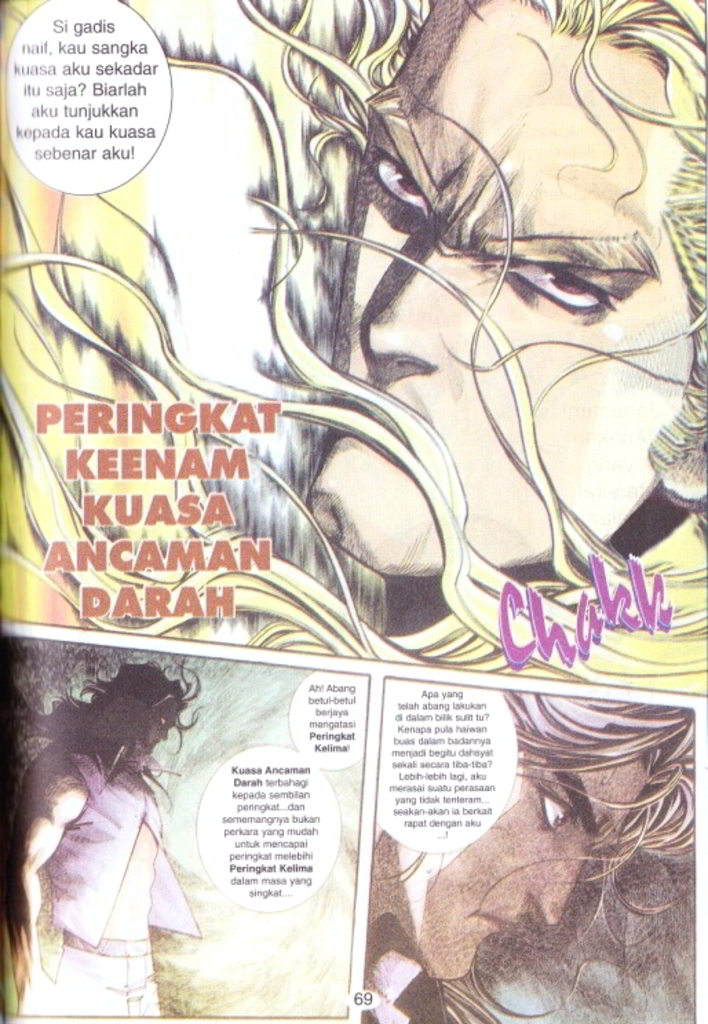 Si gadis
naif, kau sangka
kuasa aku sekadar
itu saja? Biarlah
aku tunjukkan
kepada kau kuasa
sebenar aku!
PERINGKAT
KEENAM
KUASA
ANCAMAN
DARAH
Chakk
Ah! Abang
betul-betul
berjaya
mangatasi
Peringkat
Kelima!
Kuasa Ancaman
Darah terbahagi
kepada sembilan
peringkat...dan
sememangnya bukan
perkara yang mudah
untuk mencapai
peringkat melebihi
Peringkat Kelima
dalam masa yang
singkat....
Apa yang
telah aku lakukan
di dalam bilik sulit tu?
Kenapa pula haiwan
buas dalam badannya
menjadi begitu dahsyat
sekali secara tiba-tiba?
Lebih-lebih lagi, aku
merasai suatu perasaan
yang tidak tenteram...
seakan-akan ia berkait
rapat dengan aku
...!
69